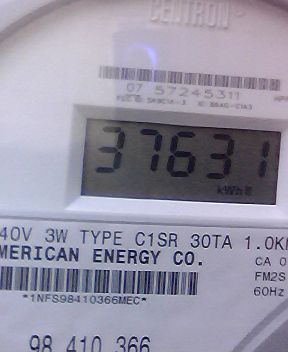 CENTRON
07 57245311
37631
kWh
40V 3W TYPE C1SR 30TA 1.0K
MERICAN ENERGY CO.
CA 0
FM2S
60Hz
*1NFS98410366MEC*
98 410 366